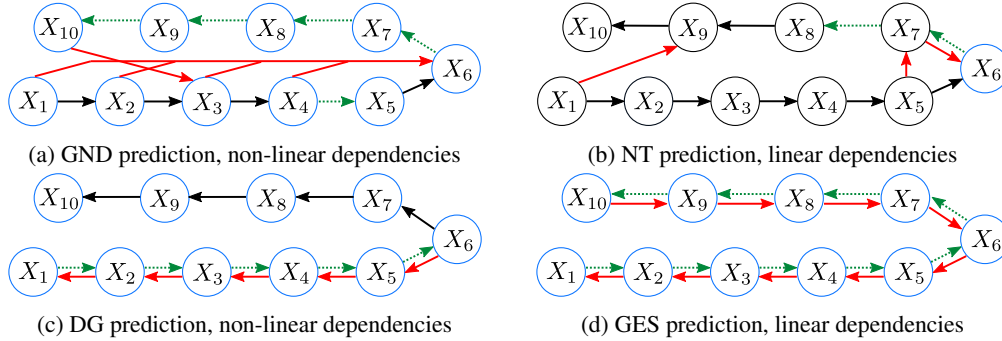 X10 X9 X8 X7
X6
X1 X2 X3 X4 X5
(a) GND prediction, non-linear dependencies
X10 X9 X8 X7
X6
X1 X2 X3 X4 X5
(b) NT prediction, linear dependencies
X10 X9 X8 X7
X6
X1 X2 X3 X4 X5
(c) DG prediction, non-linear dependencies
X10 X9 X8 X7
X6
X1 X2 X3 X4 X5
(d) GES prediction, linear dependencies